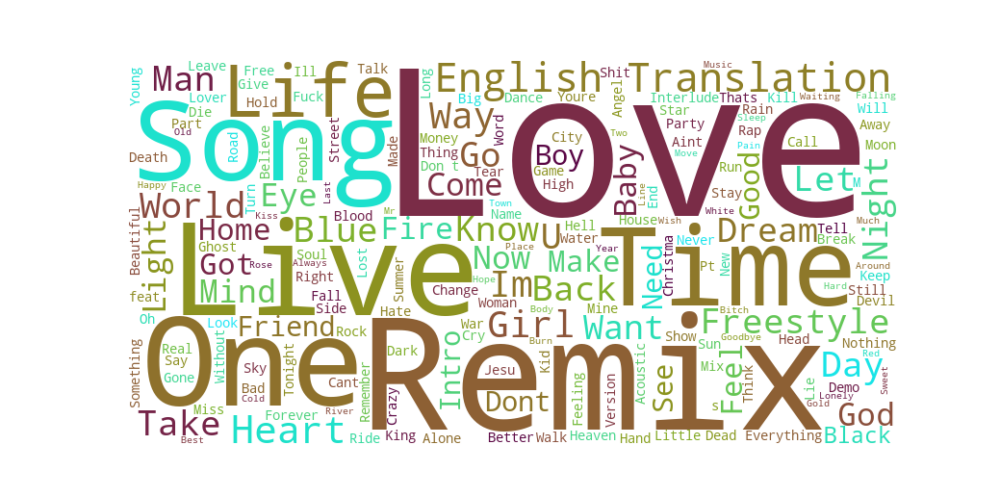 Young Leave Free Ill Talk Long English Shit Translation Music
Man Give Life Love Big Youre Angel Interlude Thats Kill Waiting Falling
Lover Hold Fuck Dance Star Rain Will
Die Way Word Party Call Away
Part Song Street Made Money City Two Aint Rap Moon
Old Road Believe People Thing Go Boy Game Baby Move Run Sleep Pain
Death Don t Tear High Good Let Night
Happy Face Eye Last Come Line Stay M
Beautiful World Turn Kiss Blood Mr Town Name End House Wish White Much
Light Home Blue Fire Know U Hell Water Time Dream Tell
Ghost Soul Place Need Christma Never Break Around
Got Rose Always Right Lost Summer Now Year Make Pt New Keep
feat Mind Fall Change Im Hope Back Still Hard Devil
Oh Live Side Hate Woman Mine Body Bitch
One Look Friend Rock War Girl Want Show Sun Freestyle
Something Real Without Cry Burn Kid Goodbye Nothing
Say Sky Tonight Dark Remix Acoustic Mix Head Red
Gone Bad Cant Remember Intro Jesu See Feel Think Lie Day
Cold Crazy Dont Feeling Version s Demo Lonely Sweet
Take Miss Forever River King Gold God
Best Heart Ride Alone Better Walk Heaven Hand Little Dead Everything Black